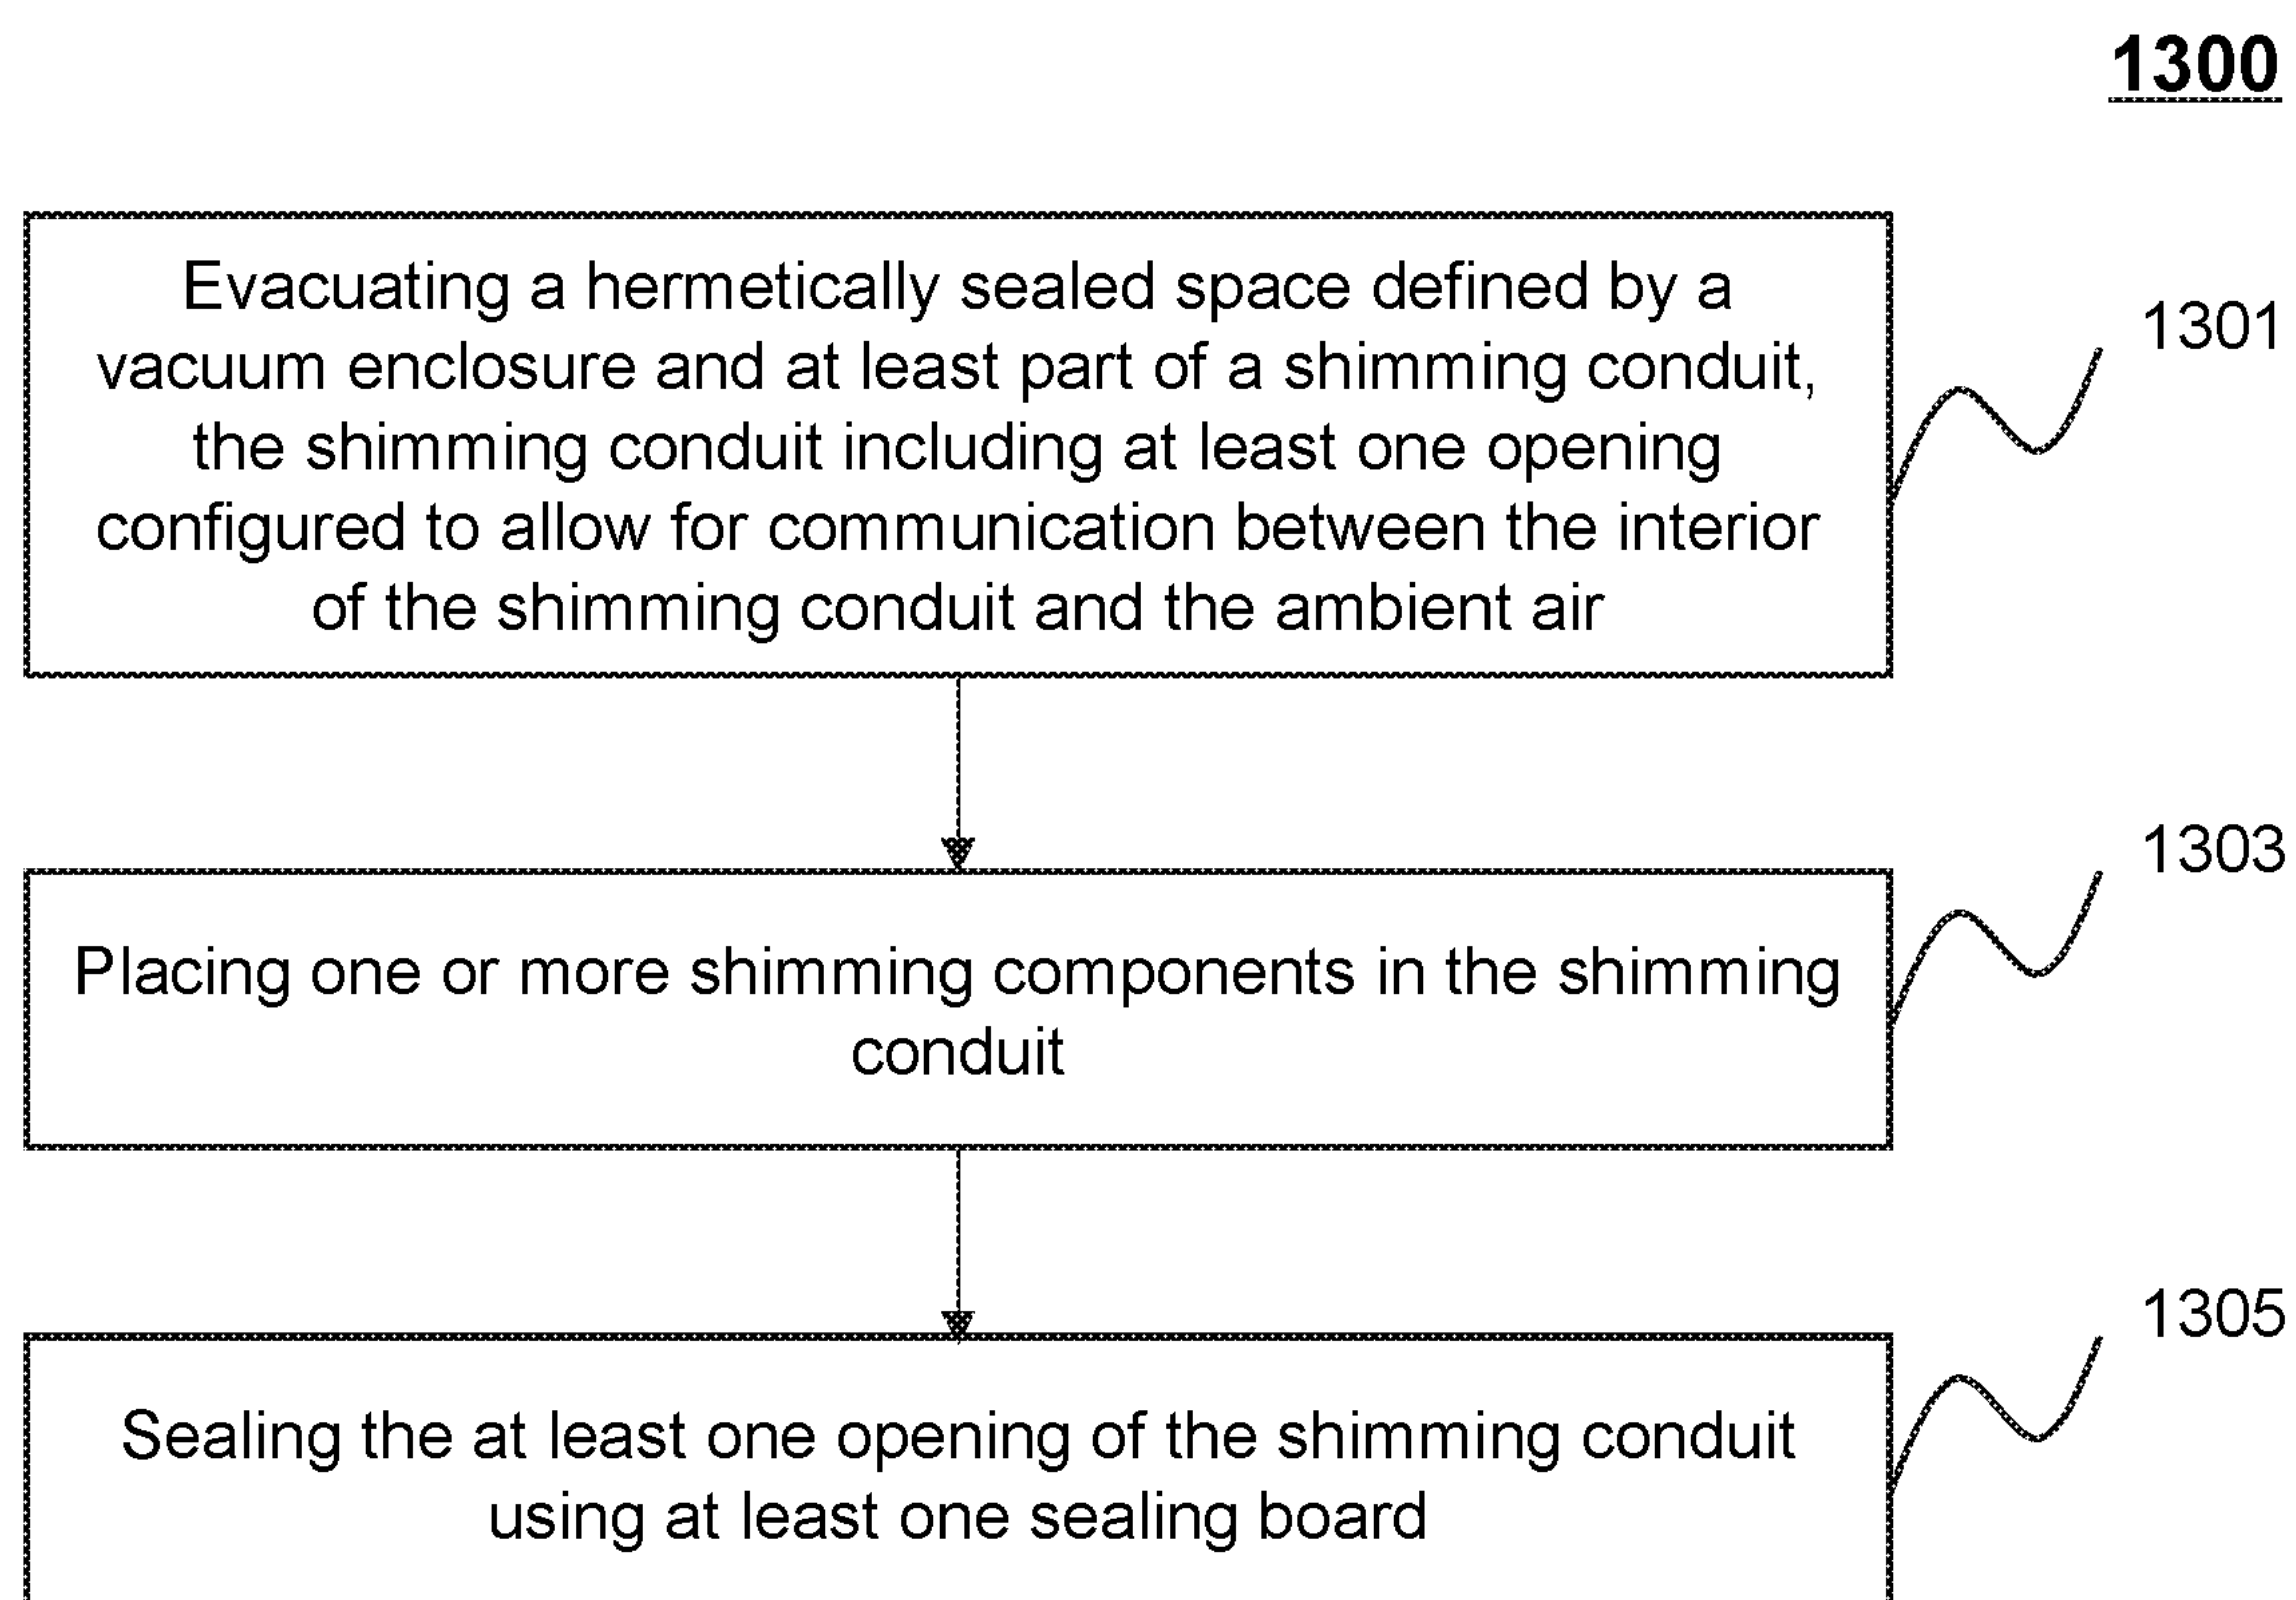 1300
Evacuating a hermetically sealed space defined by a
vacuum enclosure and at least part of a shimming conduit,
the shimming conduit including at least one opening
configured to allow for communication between the interior
of the shimming conduit and the ambient air
1301
Placing one or more shimming components in the shimming
conduit
1303
Sealing the at least one opening of the shimming conduit
using at least one sealing board
1305